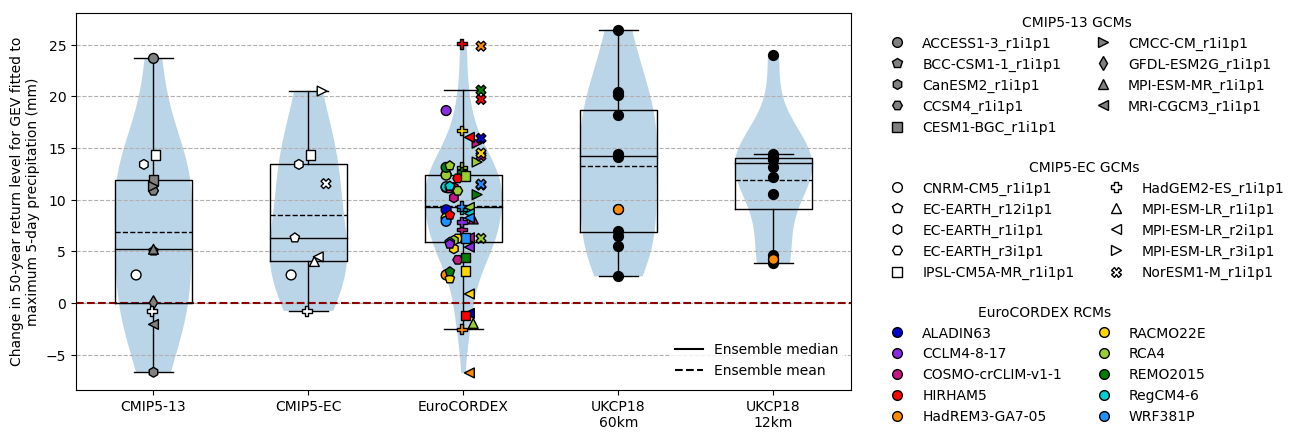 Change in 50-year return level for GEV fitted to
maximum 5-day precipitation (mm)
25
20
15
10
5
0
−5
CMIP5-13
CMIP5-EC
EuroCORDEX
UKCP18
60km
UKCP18
12km
Ensemble median
Ensemble mean
CMIP5-13 GCMs
ACCESS1-3_r1i1p1
BCC-CSM1-1_r1i1p1
CanESM2_r1i1p1
CCSM4_r1i1p1
CESM1-BGC_r1i1p1
CMCC-CM_r1i1p1
GFDL-ESM2G_r1i1p1
MPI-ESM-MR_r1i1p1
MRI-CGCM3_r1i1p1
CMIP5-EC GCMs
CNRM-CM5_r1i1p1
EC-EARTH_r12i1p1
EC-EARTH_r1i1p1
EC-EARTH_r3i1p1
IPSL-CM5A-MR_r1i1p1
HadGEM2-ES_r1i1p1
MPI-ESM-LR_r1i1p1
MPI-ESM-LR_r2i1p1
MPI-ESM-LR_r3i1p1
NorESM1-M_r1i1p1
EuroCORDEX RCMs
ALADIN63
CCLM4-8-17
COSMO-crCLIM-v1-1
HIRHAM5
HadREM3-GA7-05
RACMO22E
RCA4
REMO2015
RegCM4-6
WRF381P